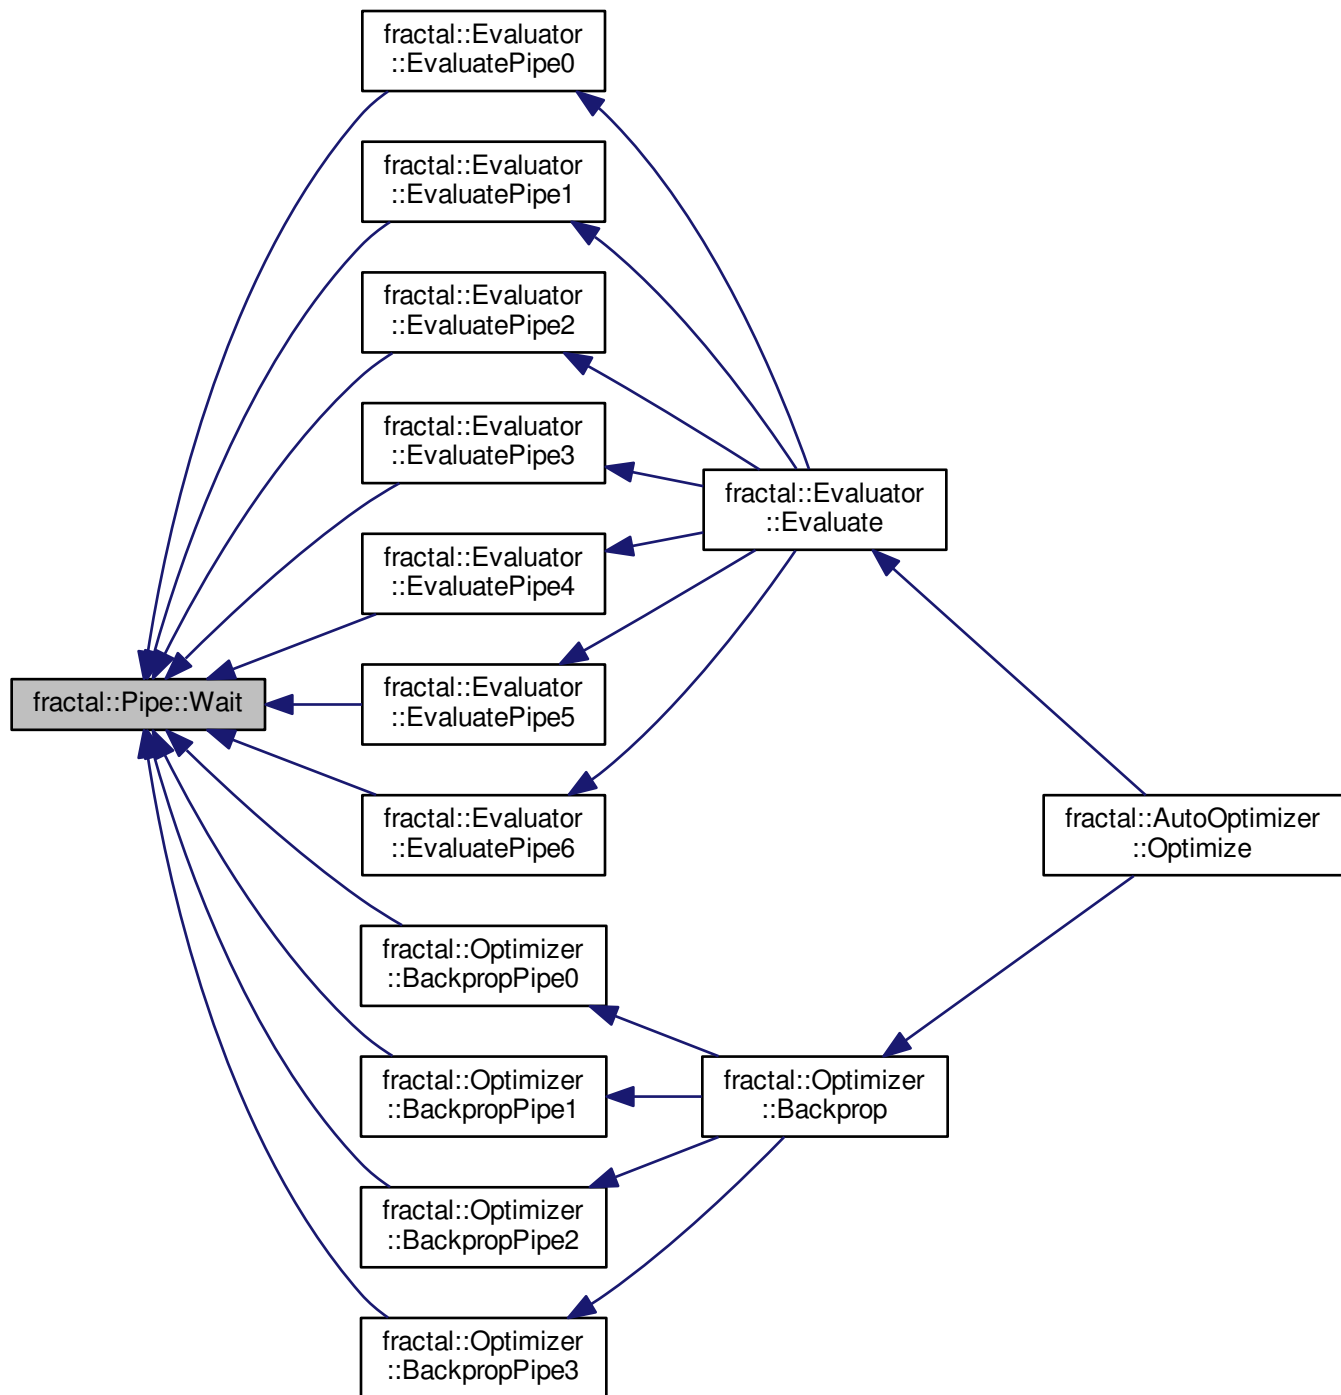 fractal::Evaluator
::EvaluatePipe0
fractal::Evaluator
::EvaluatePipe1
fractal::Evaluator
::EvaluatePipe2
fractal::Evaluator
::EvaluatePipe3
fractal::Evaluator
::Evaluate
fractal::Evaluator
::EvaluatePipe4
fractal::Pipe::Wait
fractal::Evaluator
::EvaluatePipe5
fractal::Evaluator
::EvaluatePipe6
fractal::AutoOptimizer
::Optimize
fractal::Optimizer
::BackpropPipe0
fractal::Optimizer
::BackpropPipe1
fractal::Optimizer
::Backprop
fractal::Optimizer
::BackpropPipe2
fractal::Optimizer
::BackpropPipe3